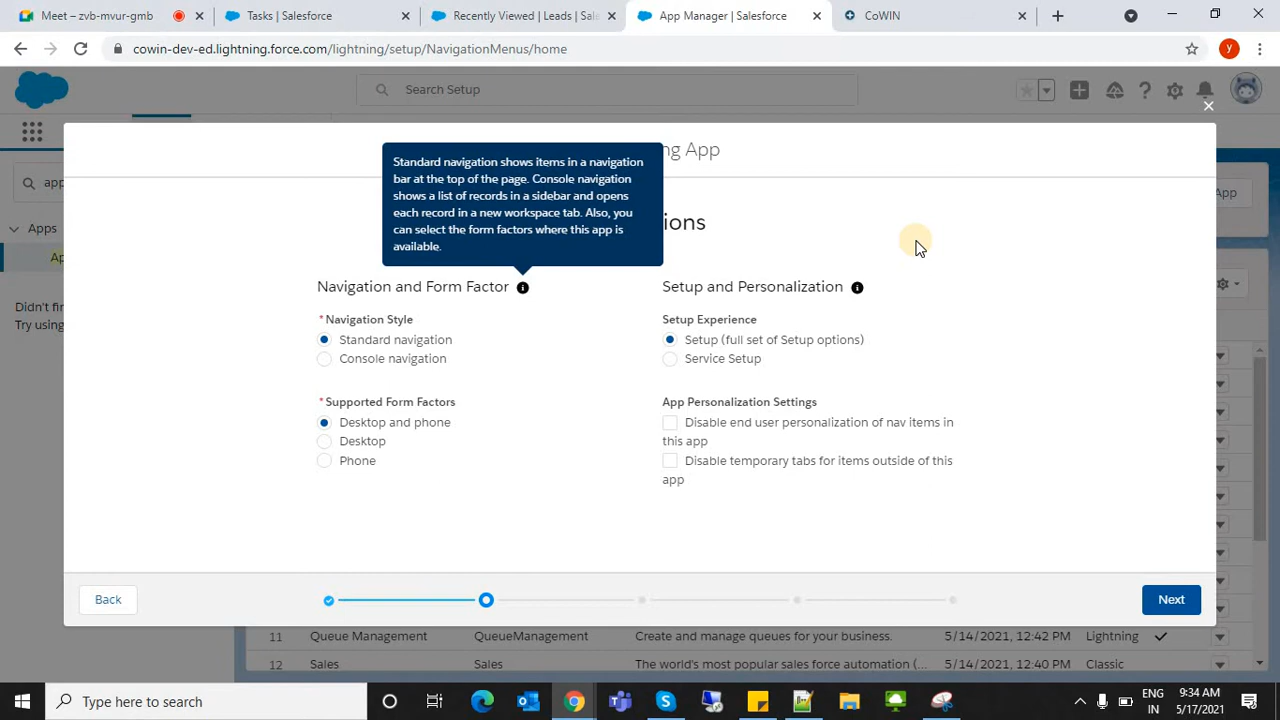 Meet – zvb-mvur-gmb
Tasks | Salesforce
Recently Viewed | Leads | Sale
App Manager | Salesforce
CoWIN
cowin-dev-ed.lightning.force.com/lightning/setup/NavigationMenus/home
y
Search Setup
ng App
Standard navigation shows items in a navigation
bar at the top of the page. Console navigation
shows a list of records in a sidebar and opens
each record in a new workspace tab. Also, you
can select the form factors where this app is
available.
app
App
ions
Apps
Ap
Didn't fin
Try using
Navigation and Form Factor
Setup and Personalization
*Navigation Style
Standard navigation
Console navigation
Setup Experience
Setup (full set of Setup options)
Service Setup
*Supported Form Factors
Desktop and phone
Desktop
Phone
App Personalization Settings
Disable end user personalization of nav items in
this app
Disable temporary tabs for items outside of this
app
Back
Next
11 Queue Management QueueManagement Create and manage queues for your business. 5/14/2021, 12:42 PM Lightning
12 Sales Sales The world's most popular sales force automation (... 5/14/2021, 12:40 PM Classic
Type here to search
ENG
IN
9:34 AM
5/17/2021